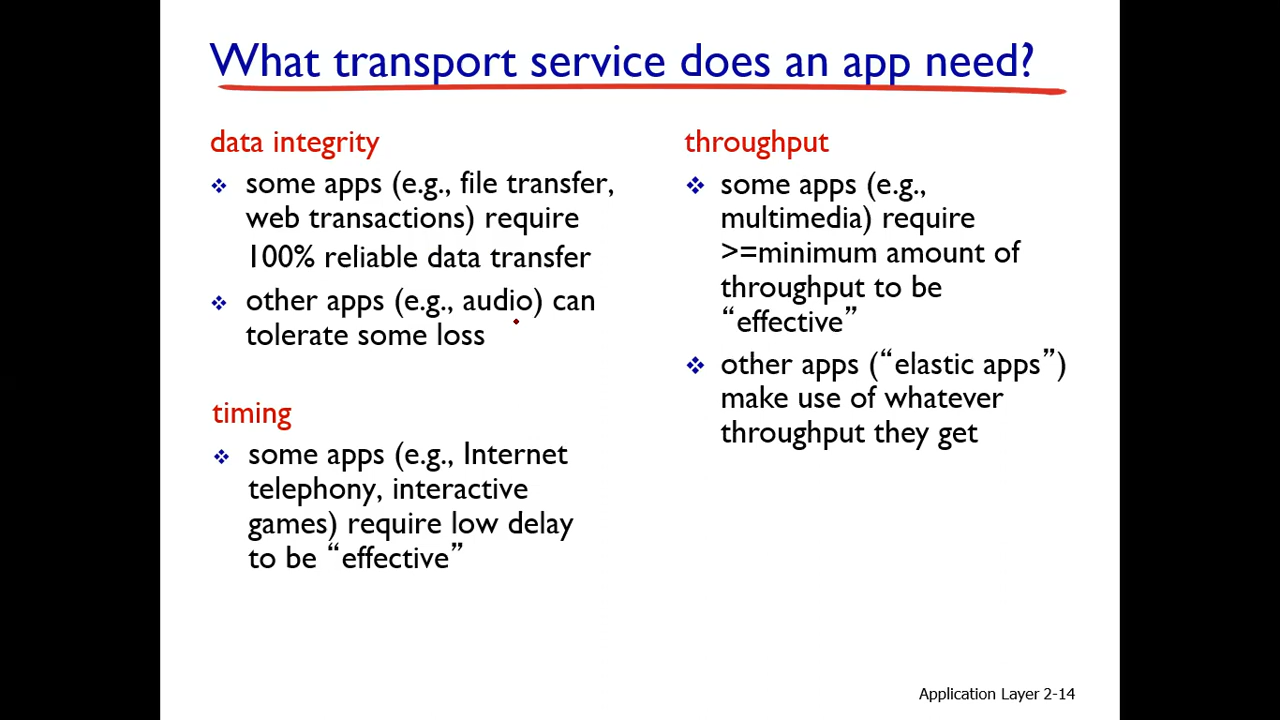 What transport service does an app need?
data integrity
❖ some apps (e.g., file transfer,
web transactions) require
100% reliable data transfer
❖ other apps (e.g., audio) can
tolerate some loss
timing
❖ some apps (e.g., Internet
telephony, interactive
games) require low delay
to be “effective”
throughput
❖ some apps (e.g.,
multimedia) require
>=minimum amount of
throughput to be
“effective”
❖ other apps (“elastic apps”)
make use of whatever
throughput they get
Application Layer 2-14